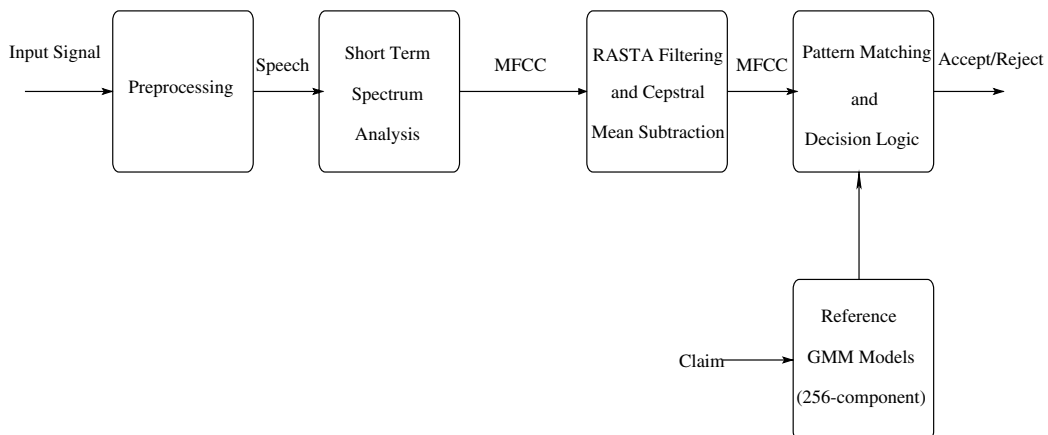 Input Signal
Preprocessing
Speech
Short Term
Spectrum
Analysis
MFCC
RASTA Filtering
and Cepstral
Mean Subtraction
MFCC
Pattern Matching
and
Decision Logic
Accept/Reject
Claim
Reference
GMM Models
(256-component)